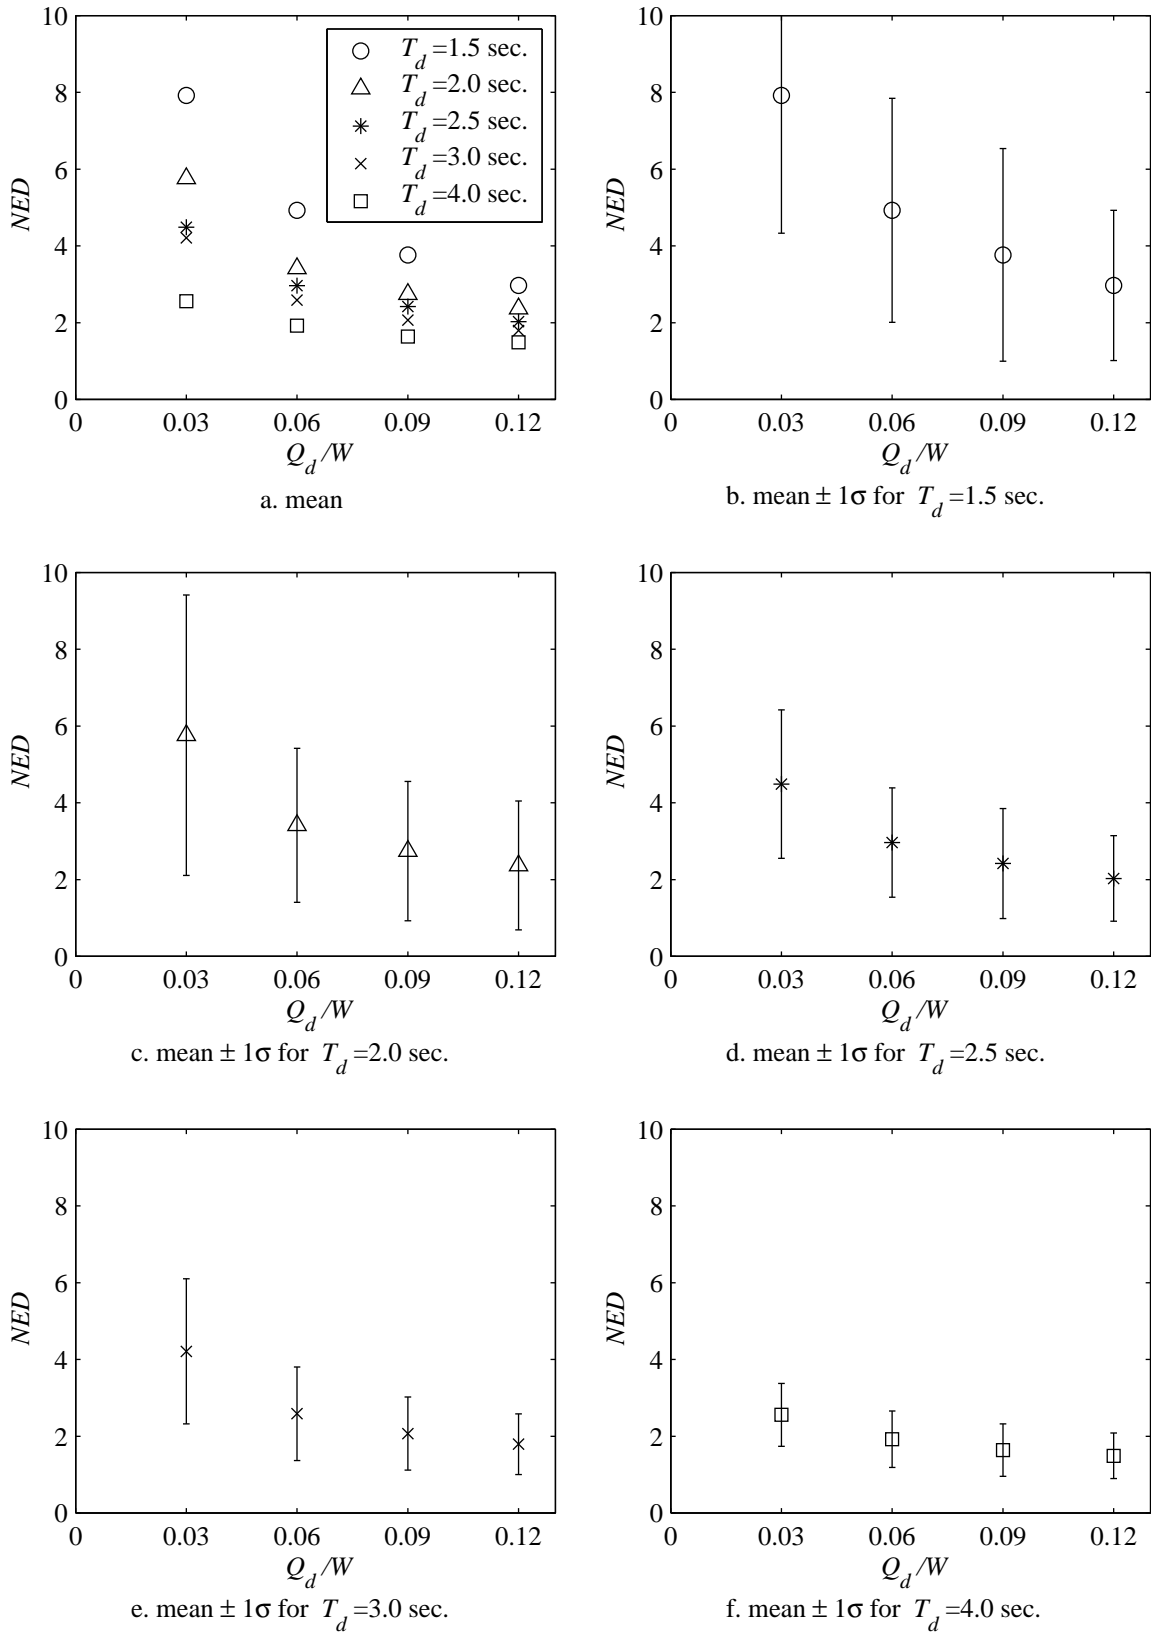 10
8
6
4
2
0
NED
T_d =1.5 sec.
T_d =2.0 sec.
T_d =2.5 sec.
T_d =3.0 sec.
T_d =4.0 sec.
0 0.03 0.06 0.09 0.12
Q_d /W
a. mean
10
8
6
4
2
0
NED
0 0.03 0.06 0.09 0.12
Q_d /W
b. mean ± 1σ for T_d =1.5 sec.
10
8
6
4
2
0
NED
0 0.03 0.06 0.09 0.12
Q_d /W
c. mean ± 1σ for T_d =2.0 sec.
10
8
6
4
2
0
NED
0 0.03 0.06 0.09 0.12
Q_d /W
d. mean ± 1σ for T_d =2.5 sec.
10
8
6
4
2
0
NED
0 0.03 0.06 0.09 0.12
Q_d /W
e. mean ± 1σ for T_d =3.0 sec.
10
8
6
4
2
0
NED
0 0.03 0.06 0.09 0.12
Q_d /W
f. mean ± 1σ for T_d =4.0 sec.